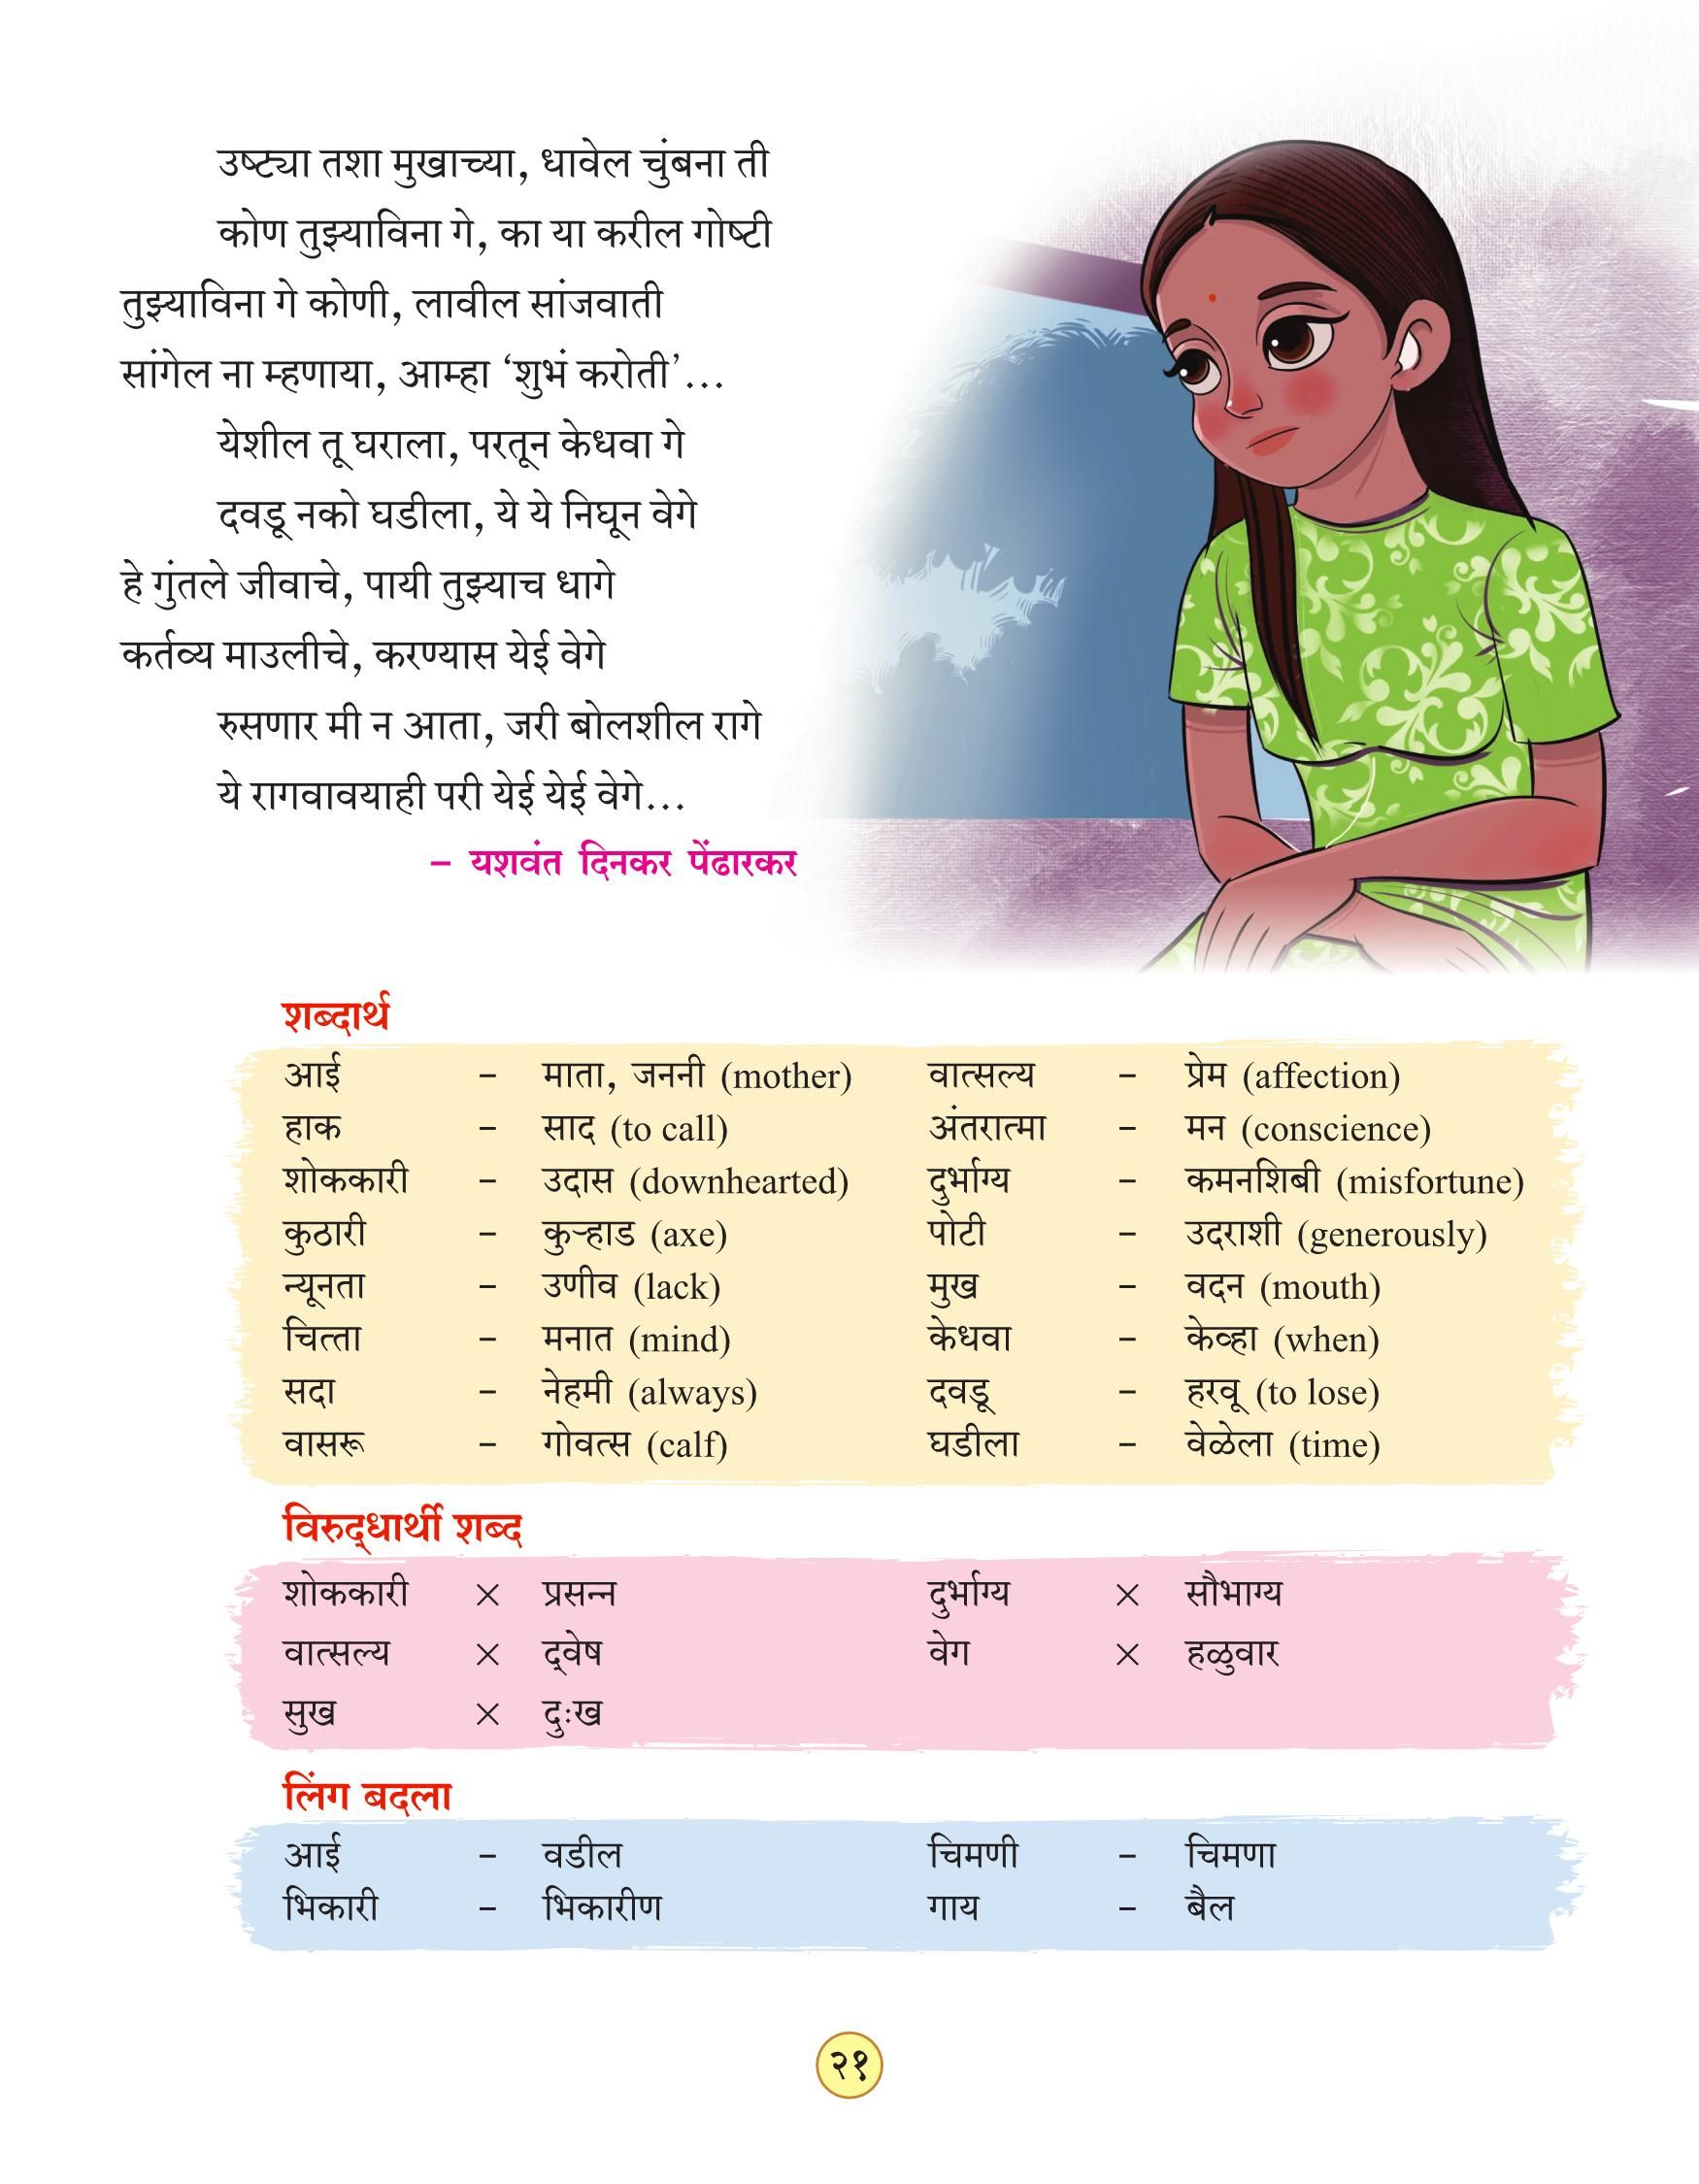 उष्ट्या तशा मुखाच्या, धावेल चुंबना ती
कोण तुझ्याविना गे, का या करील गोष्टी
तुझ्याविना गे कोणी, लावील सांजवाती
सांगेल ना म्हणाया, आम्हा ‘शुभं करोती’...
येशील तू घराला, परतून केधवा गे
दवडू नको घडीला, ये ये निघून वेगे
हे गुंतले जीवाचे, पायी तुझ्याच धागे
कर्तव्य माउलीचे, करण्यास येई वेगे
रुसणार मी न आता, जरी बोलशील रागे
ये रागवावयाही परी येई येई वेगे...
– यशवंत दिनकर पेंढारकर
शब्दार्थ
आई – माता, जननी (mother) वात्सल्य – प्रेम (affection)
हाक – साद (to call) अंतरात्मा – मन (conscience)
शोककारी – उदास (downhearted) दुर्भाग्य – कमनशिबी (misfortune)
कुठारी – कुऱ्हाड (axe) पोटी – उदराशी (generously)
न्यूनता – उणीव (lack) मुख – वदन (mouth)
चित्ता – मनात (mind) केधवा – केव्हा (when)
सदा – नेहमी (always) दवडू – हरवू (to lose)
वासरू – गोवत्स (calf) घडीला – वेळेला (time)
विरुद्धार्थी शब्द
शोककारी × प्रसन्न दुर्भाग्य × सौभाग्य
वात्सल्य × द्वेष वेग × हळुवार
सुख × दुःख
लिंग बदला
आई – वडील चिमणी – चिमणा
भिकारी – भिकारीण गाय – बैल
२१